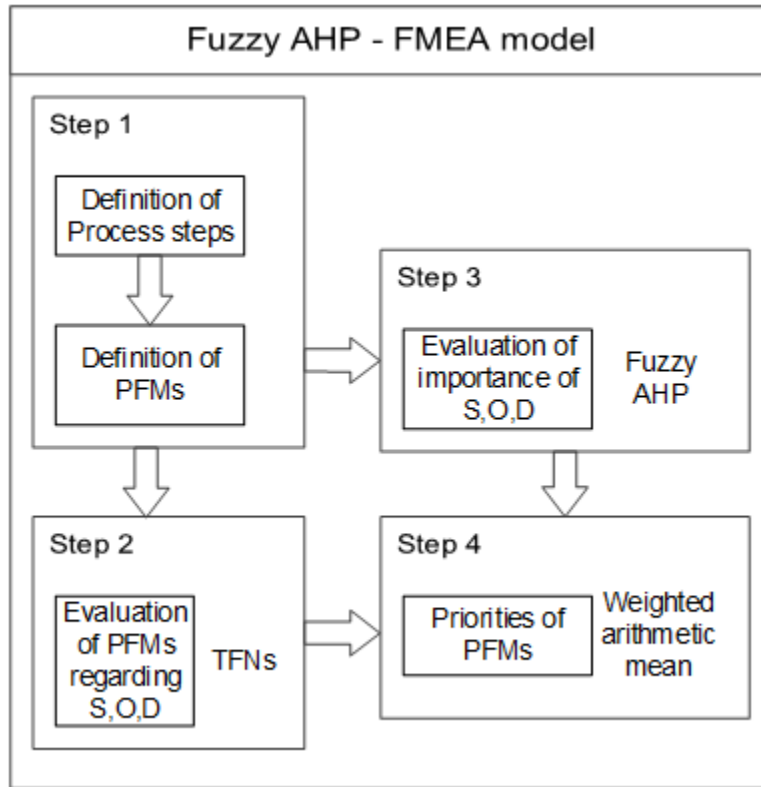 Fuzzy AHP - FMEA model
Step 1
Definition of
Process steps
Definition of
PFMs
Step 2
Evaluation
of PFMs
regarding
S,O,D
TFNs
Step 3
Evaluation of
importance of
S,O,D
Fuzzy
AHP
Step 4
Priorities of
PFMs
Weighted
arithmetic
mean